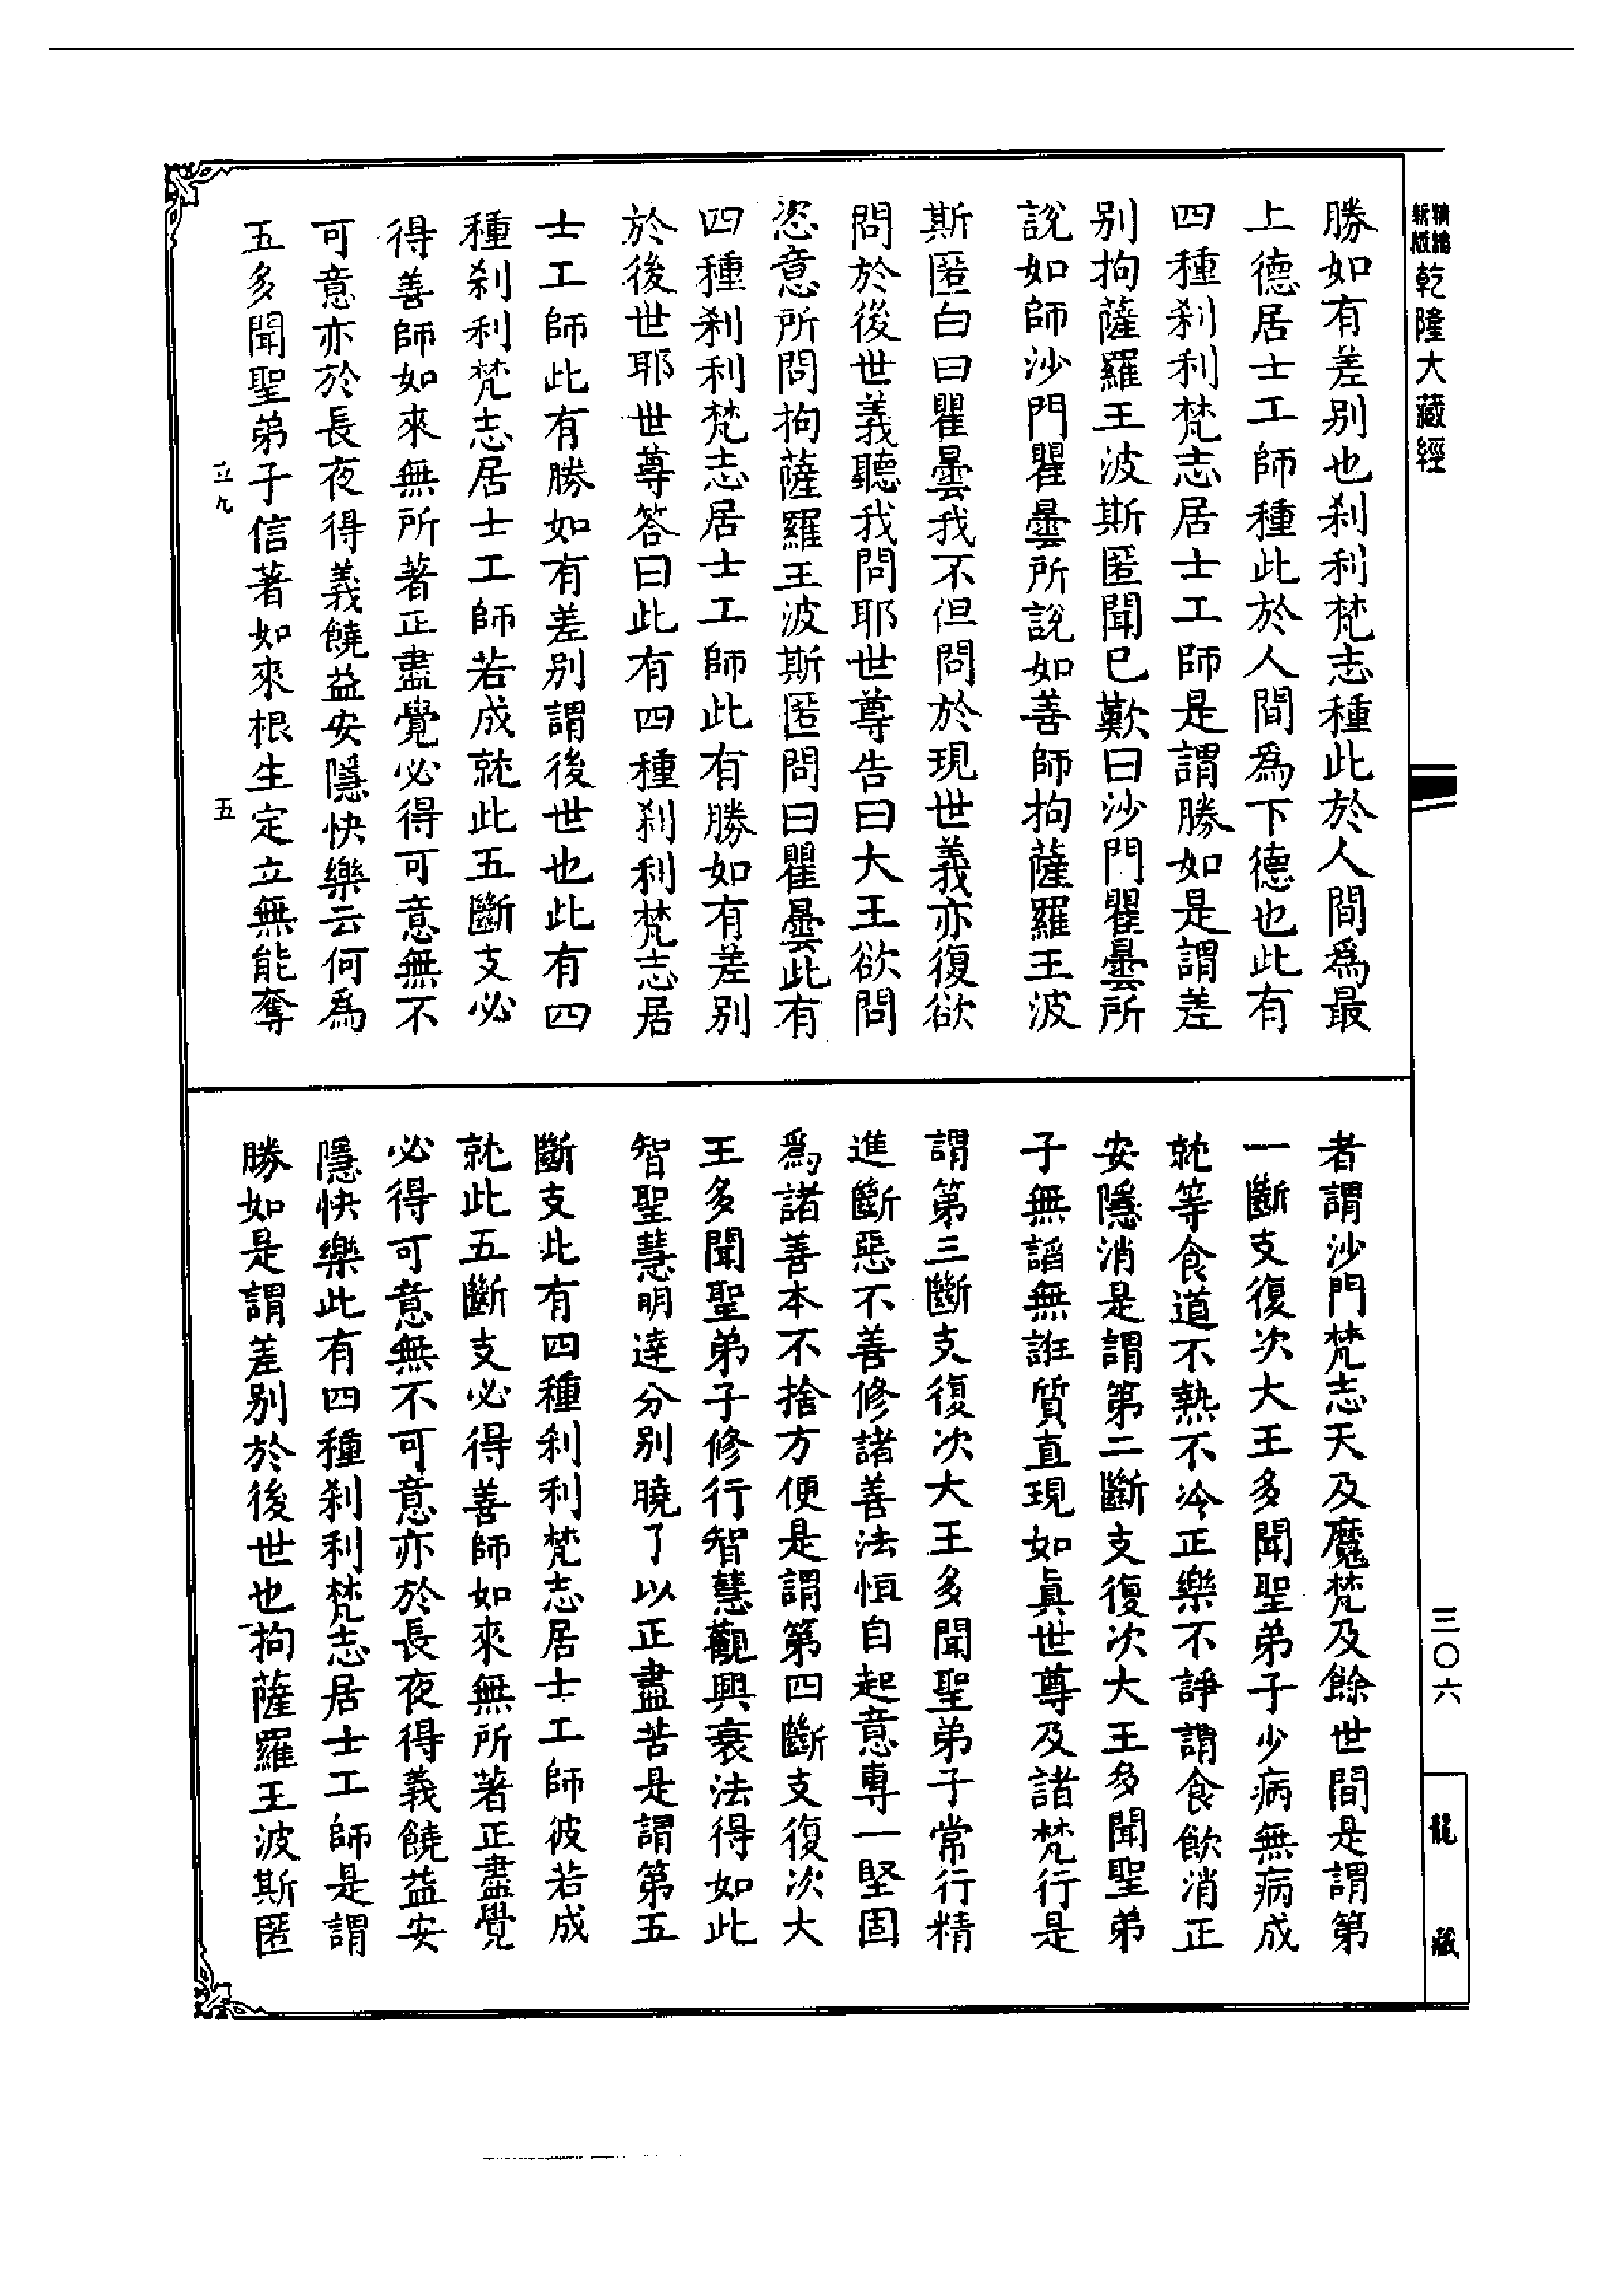 精編
新版
乾隆大藏經
三〇六
龍藏
勝如有差别也刹利梵志種此於人間爲最
上德居士工師種此於人間爲下德也此有
四種刹利梵志居士工師是謂勝如是謂差
别拘薩羅王波斯匿聞已歎曰沙門瞿曇所
說如師沙門瞿曇所說如善師拘薩羅王波
斯匿白曰瞿曇我不但問於現世義亦復欲
問於後世義聽我問耶世尊告曰大王欲問
恣意所問拘薩羅王波斯匿問曰瞿曇此有
四種刹利梵志居士工師此有勝如有差别
於後世耶世尊答曰此有四種刹利梵志居
士工師此有勝如有差别謂後世也此有四
種刹利梵志居士工師若成就此五斷支必
得善師如來無所著正盡覺必得可意無不
可意亦於長夜得義饒益安隱快樂云何爲
五多聞聖弟子信著如來根生定立無能奪
立九
五
者謂沙門梵志天及魔梵及餘世間是謂第
一斷支復次大王多聞聖弟子少病無病成
就等食道不熱不冷正樂不諍謂食飲消正
安隱消是謂第二斷支復次大王多聞聖弟
子無諂無誑質直現如眞世尊及諸梵行是
謂第三斷支復次大王多聞聖弟子常行精
進斷惡不善修諸善法恒自起意專一堅固
爲諸善本不捨方便是謂第四斷支復次大
王多聞聖弟子修行智慧觀興衰法得如此
智聖慧明達分别曉了以正盡苦是謂第五
斷支此有四種刹利梵志居士工師彼若成
就此五斷支必得善師如來無所著正盡覺
必得可意無不可意亦於長夜得義饒益安
隱快樂此有四種刹利梵志居士工師是謂
勝如是謂差别於後世也拘薩羅王波斯匿